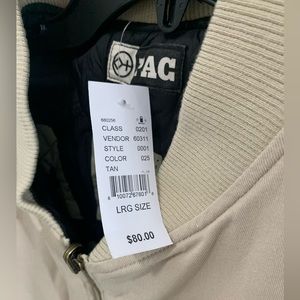 PAC
660256
CLASS 0201
VENDOR 60311
STYLE 0001
COLOR 025
TAN
LRG SIZE
$80.00